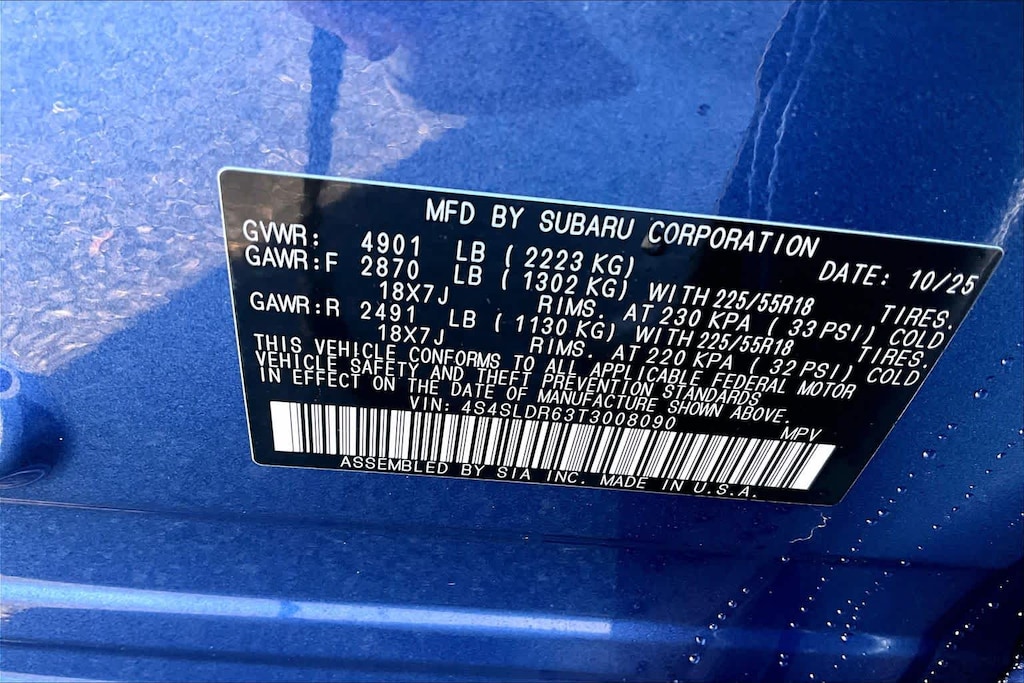 MFD BY SUBARU CORPORATION
GVWR: 4901 LB ( 2223 KG) DATE: 10/25
GAWR:F 2870 LB ( 1302 KG) WITH 225/55R18 TIRES.
18X7J RIMS. AT 230 KPA ( 33 PSI) COLD
GAWR:R 2491 LB ( 1130 KG) WITH 225/55R18 TIRES.
18X7J RIMS. AT 220 KPA ( 32 PSI) COLD
THIS VEHICLE CONFORMS TO ALL APPLICABLE FEDERAL MOTOR
VEHICLE SAFETY AND THEFT PREVENTION STANDARDS
IN EFFECT ON THE DATE OF MANUFACTURE SHOWN ABOVE.
VIN: 4S4SLDR63T3008090 MPV
ASSEMBLED BY SIA INC. MADE IN U.S.A.